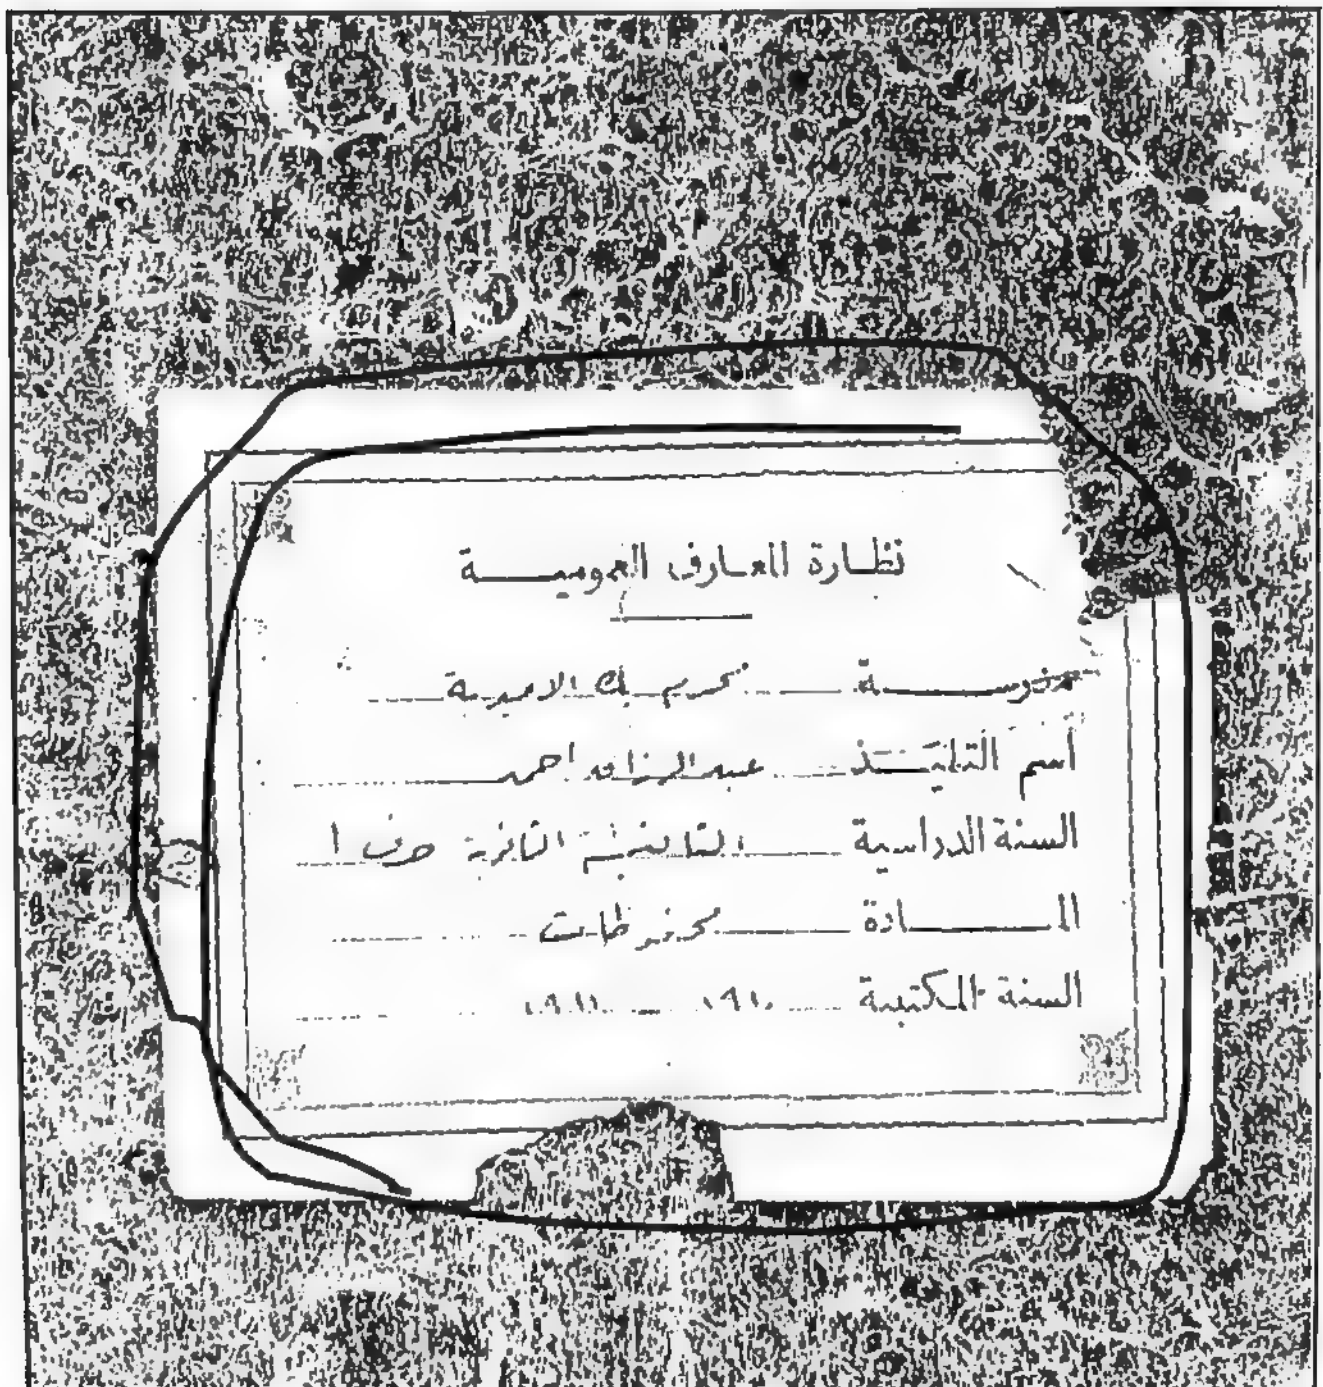 نظارة المعارف العمومية
مدرسة محرم بك الاميرية
أسم التلميذ عبد الرازق احمد
السنة الدراسية الثانية
المادة محفوظات
السنة المكتبية ١٩١٠ ١٩١١